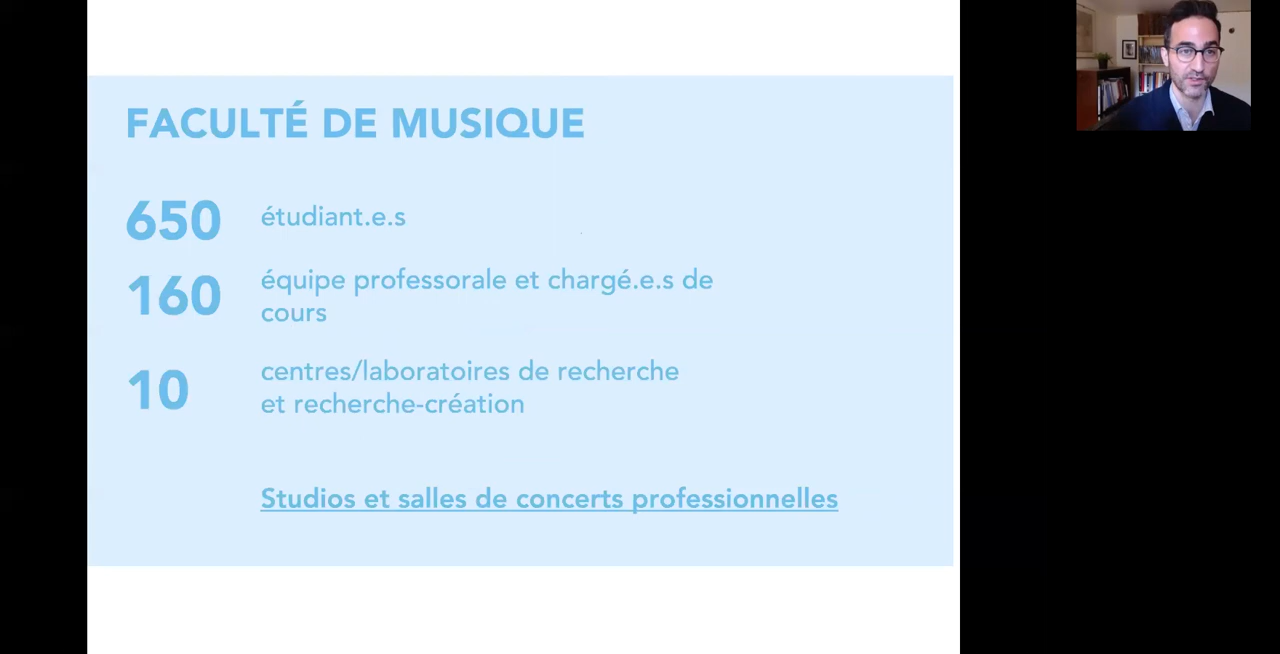 FACULTÉ DE MUSIQUE
650 étudiant.e.s
160 équipe professorale et chargé.e.s de
cours
10 centres/laboratoires de recherche
et recherche-création
Studios et salles de concerts professionnelles